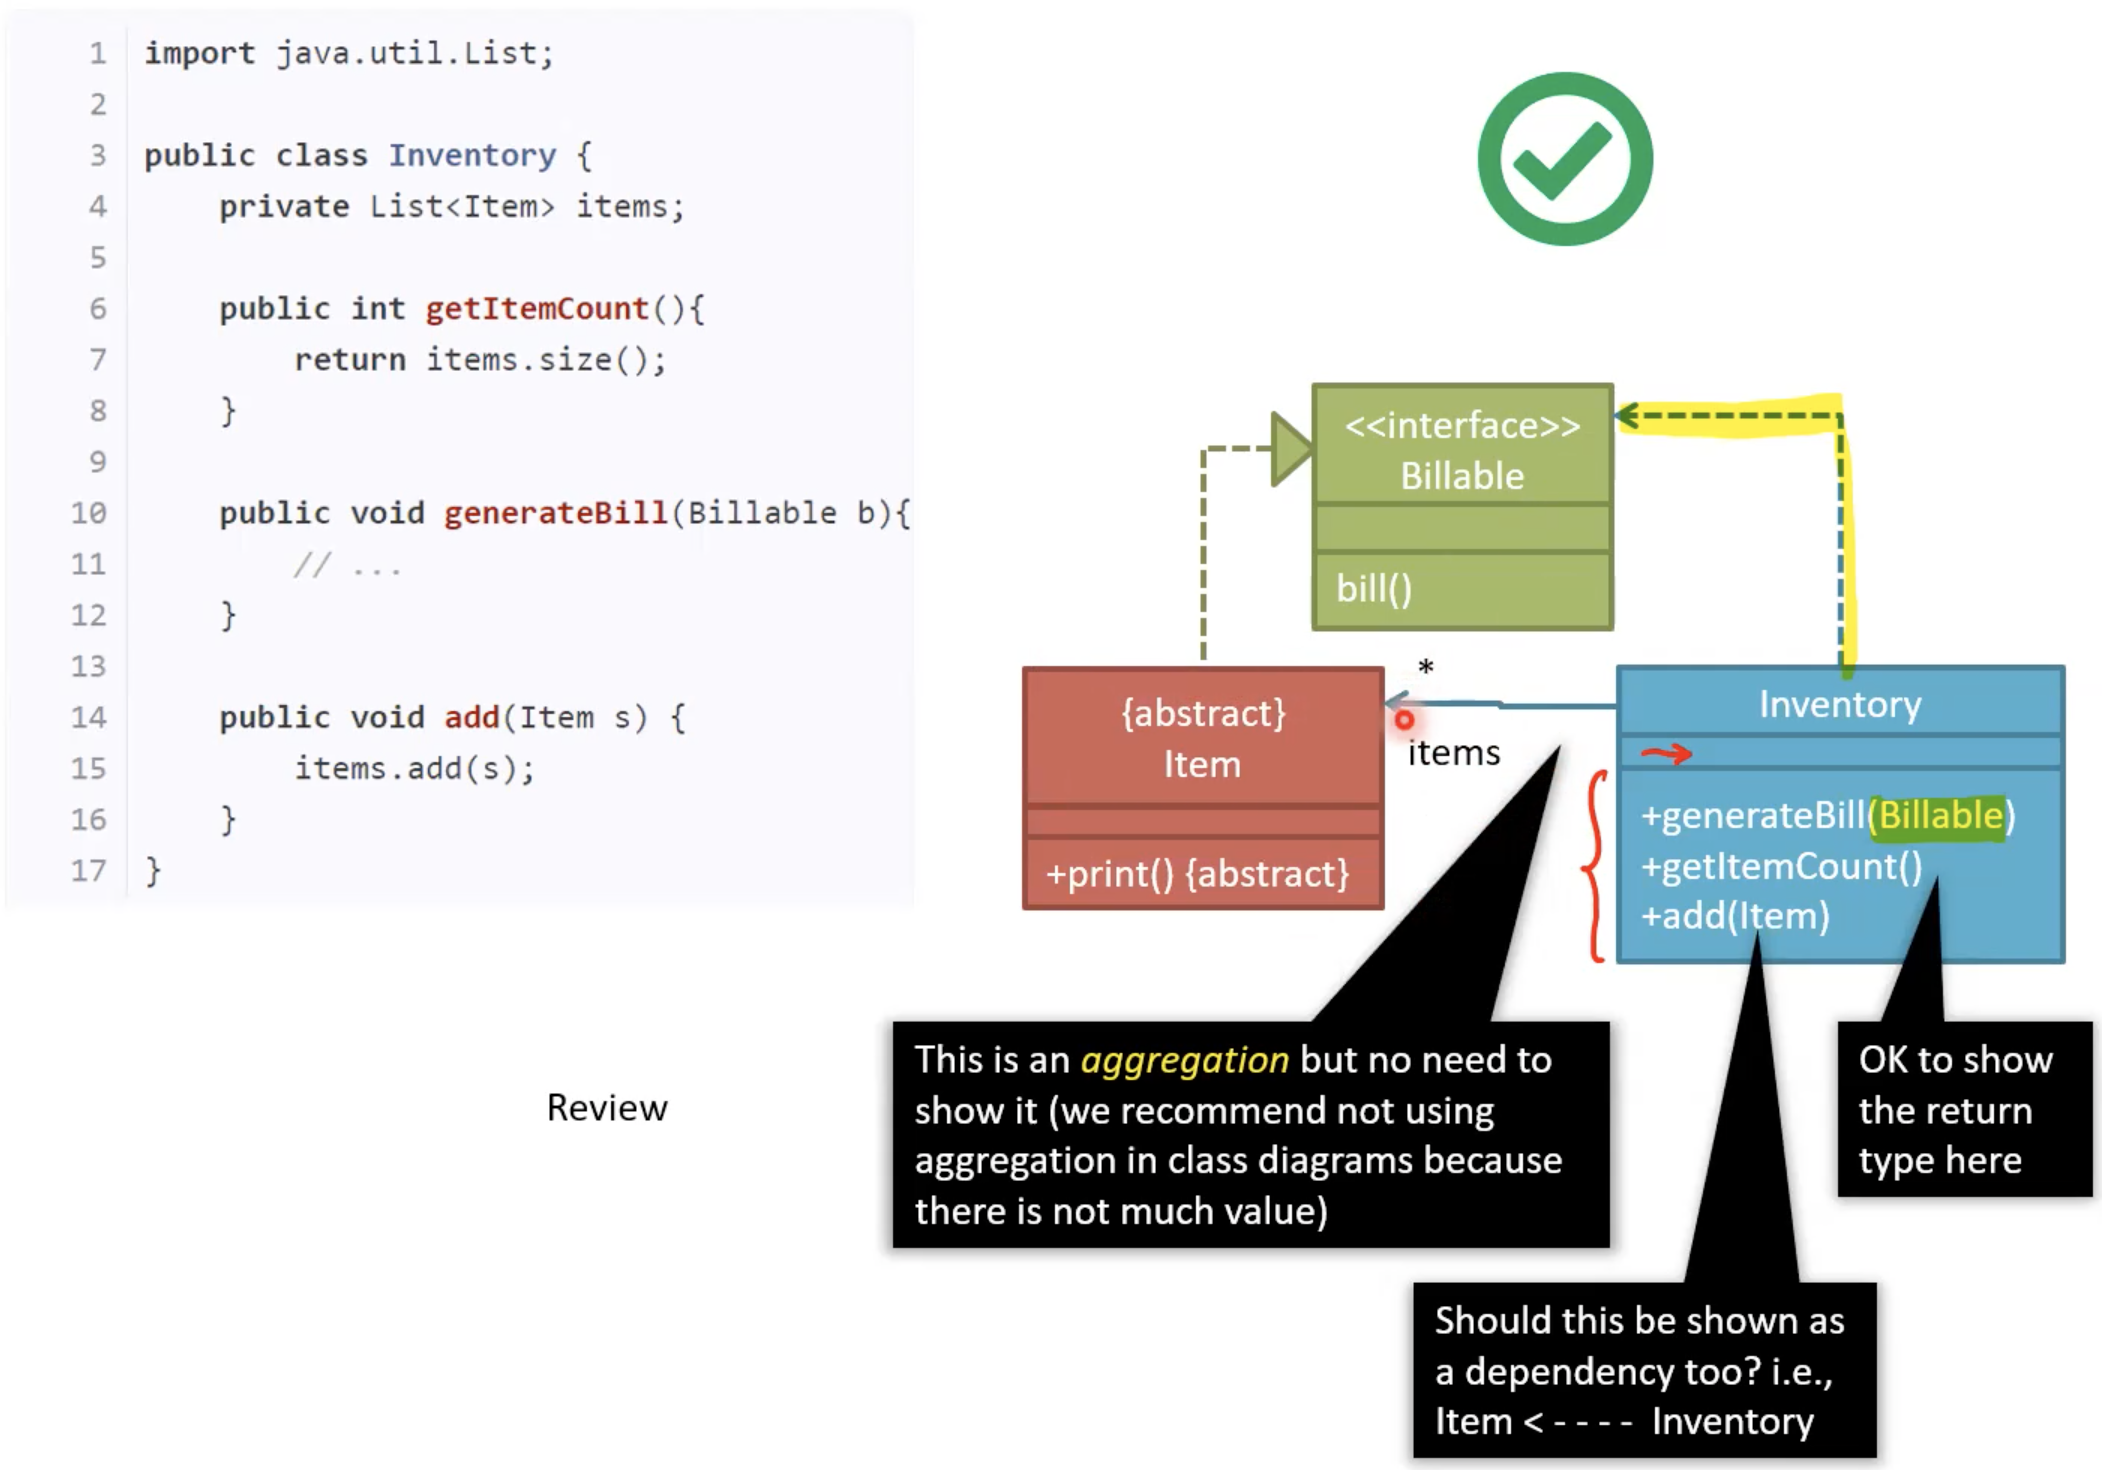 1 import java.util.List;
2
3 public class Inventory {
4 private List<Item> items;
5
6 public int getItemCount(){
7 return items.size();
8 }
9
10 public void generateBill(Billable b){
11 // ...
12 }
13
14 public void add(Item s) {
15 items.add(s);
16 }
17 }
<<interface>>
Billable
bill()
{abstract}
Item
+print() {abstract}
*
items
Inventory
+generateBill(Billable)
+getItemCount()
+add(Item)
This is an aggregation but no need to
show it (we recommend not using
aggregation in class diagrams because
there is not much value)
OK to show
the return
type here
Review
Should this be shown as
a dependency too? i.e.,
Item < - - - - Inventory